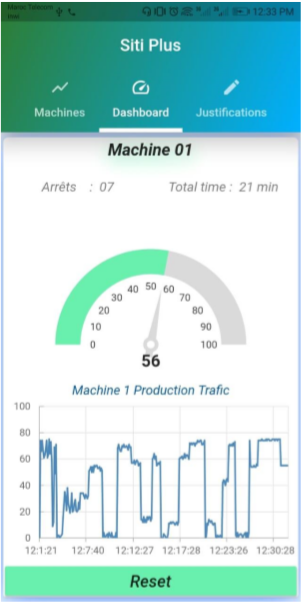 Maroc Telecom
12:33 PM
Siti Plus
Machines Dashboard Justifications
Machine 01
Arrêts : 07 Total time : 21 min
0 10 20 30 40 50 60 70 80 90 100
56
Machine 1 Production Trafic
100
80
60
40
20
0
12:1:21 12:7:40 12:12:27 12:17:28 12:23:26 12:30:28
Reset